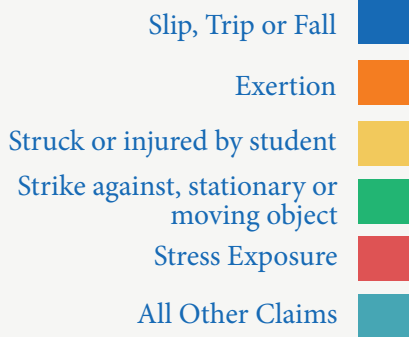 Slip, Trip or Fall
Exertion
Struck or injured by student
Strike against, stationary or
moving object
Stress Exposure
All Other Claims